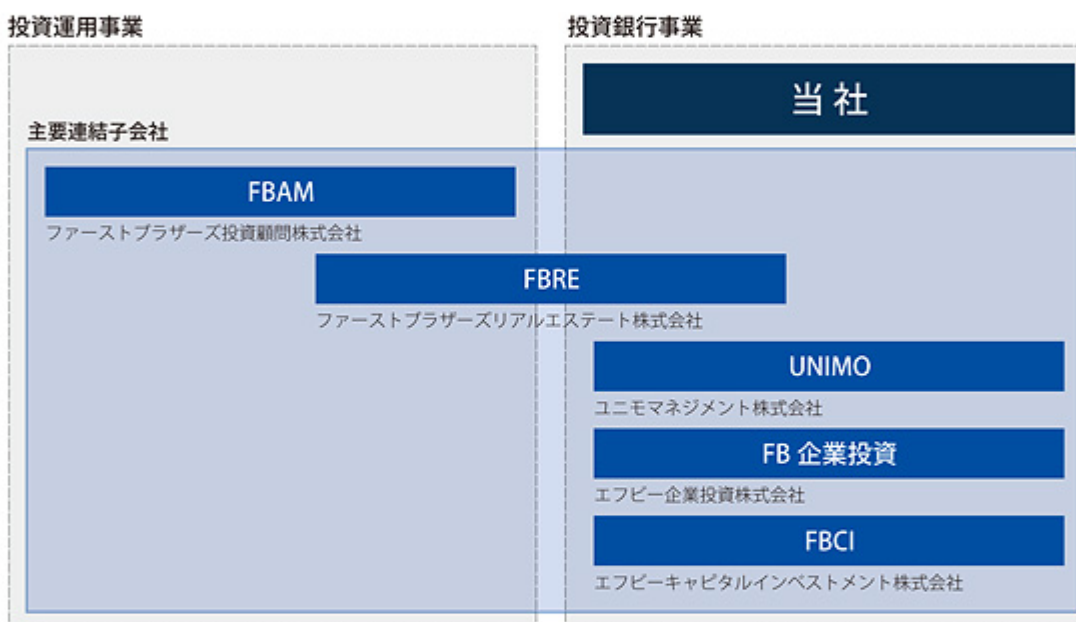 投資運用事業
投資銀行事業
当社
主要連結子会社
FBAM
ファーストブラザーズ投資顧問株式会社
FBRE
ファーストブラザーズリアルエステート株式会社
UNIMO
ユニモマネジメント株式会社
FB 企業投資
エフビー企業投資株式会社
FBCI
エフビーキャピタルインベストメント株式会社